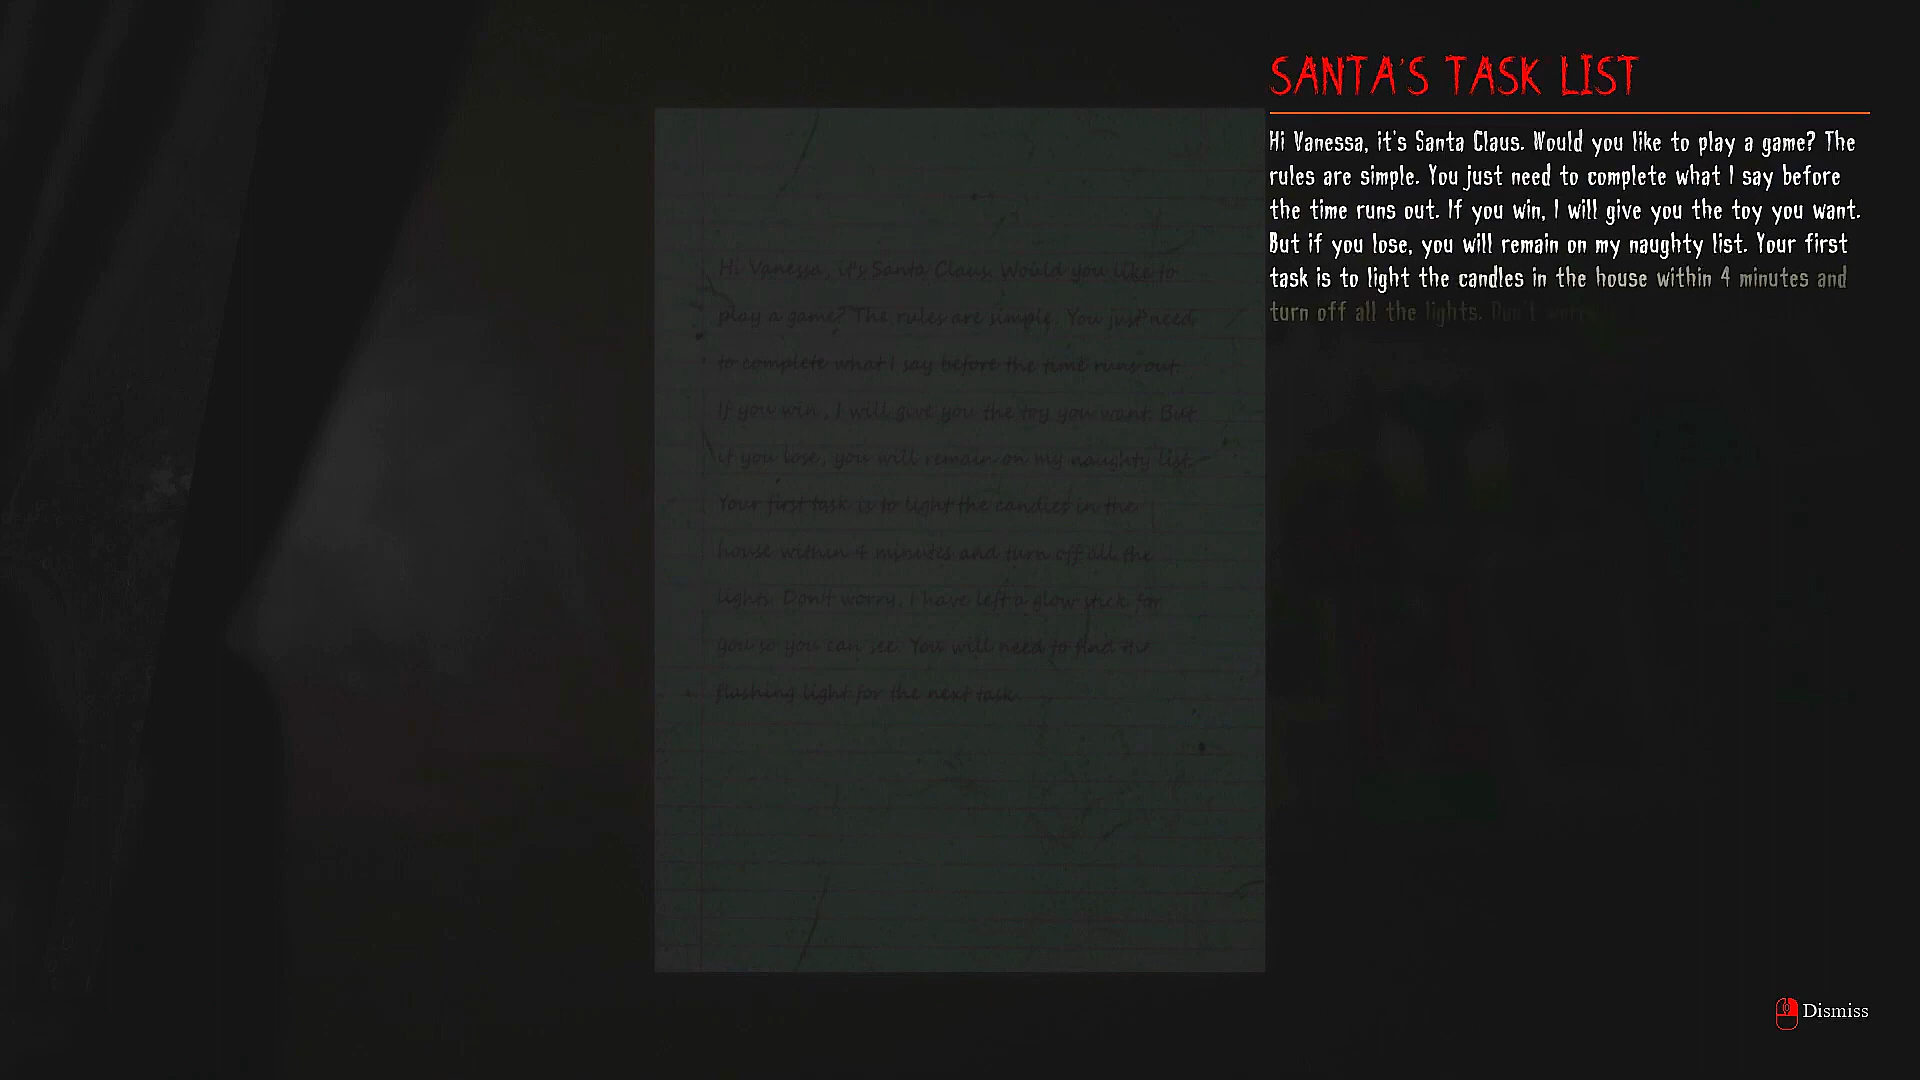 SANTA'S TASK LIST
Hi Vanessa, it's Santa Claus. Would you like to play a game? The
rules are simple. You just need to complete what I say before
the time runs out. If you win, I will give you the toy you want.
But if you lose, you will remain on my naughty list. Your first
task is to light the candles in the house within 4 minutes and
turn off all the lights. Don't worry
Hi Vanessa, it's Santa Claus. Would you like to
play a game? The rules are simple. You just need
to complete what I say before the time runs out.
If you win, I will give you the toy you want. But
if you lose, you will remain on my naughty list.
Your first task is to light the candles in the
house within 4 minutes and turn off all the
lights. Don't worry, I have left a glow stick for
you so you can see. You will need to find the
flashing light for the next task.
Dismiss